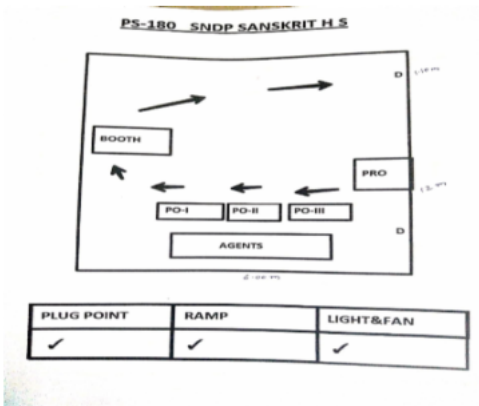 PS-180 SNDP SANSKRIT H S
D
BOOTH
PRO
PO-I PO-II PO-III
D
AGENTS
PLUG POINT RAMP LIGHT&FAN
✓ ✓ ✓